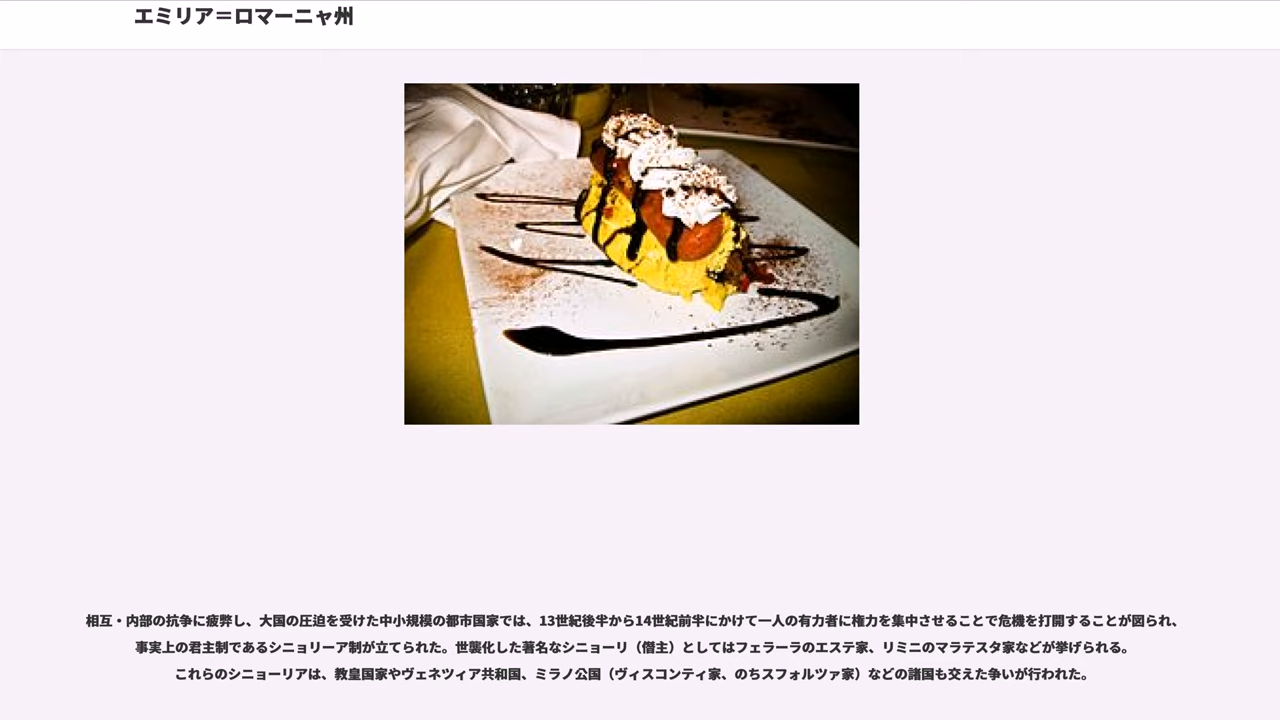 エミリア＝ロマーニャ州
相互・内部の抗争に疲弊し、大国の圧迫を受けた中小規模の都市国家では、13世紀後半から14世紀前半にかけて一人の有力者に権力を集中させることで危機を打開することが図られ、
事実上の君主制であるシニョリーア制が立てられた。世襲化した著名なシニョーリ（僭主）としてはフェラーラのエステ家、リミニのマラテスタ家などが挙げられる。
これらのシニョーリアは、教皇国家やヴェネツィア共和国、ミラノ公国（ヴィスコンティ家、のちスフォルツァ家）などの諸国も交えた争いが行われた。